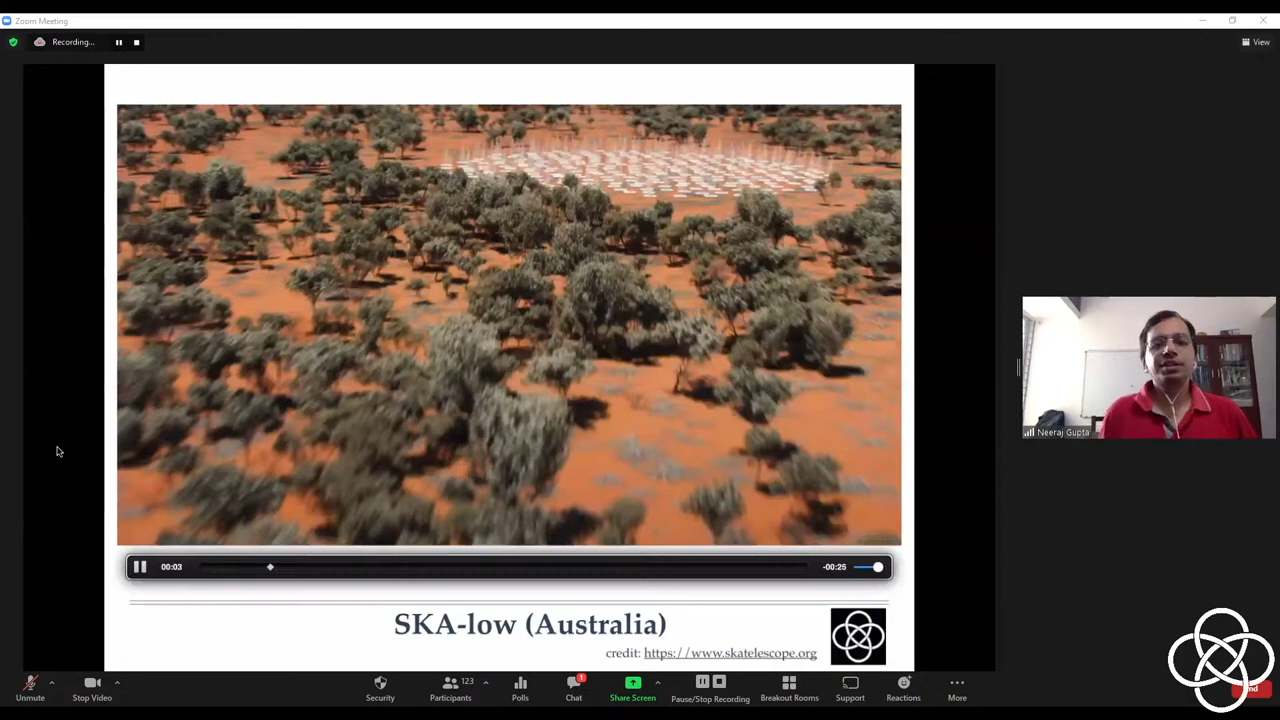 Zoom Meeting
Recording...
View
Neeraj Gupta
00:03
-00:25
SKA-low (Australia)
credit: https://www.skatelescope.org
Unmute
Stop Video
Security
123
Participants
Polls
1
Chat
Share Screen
Pause/Stop Recording
Breakout Rooms
Support
Reactions
More